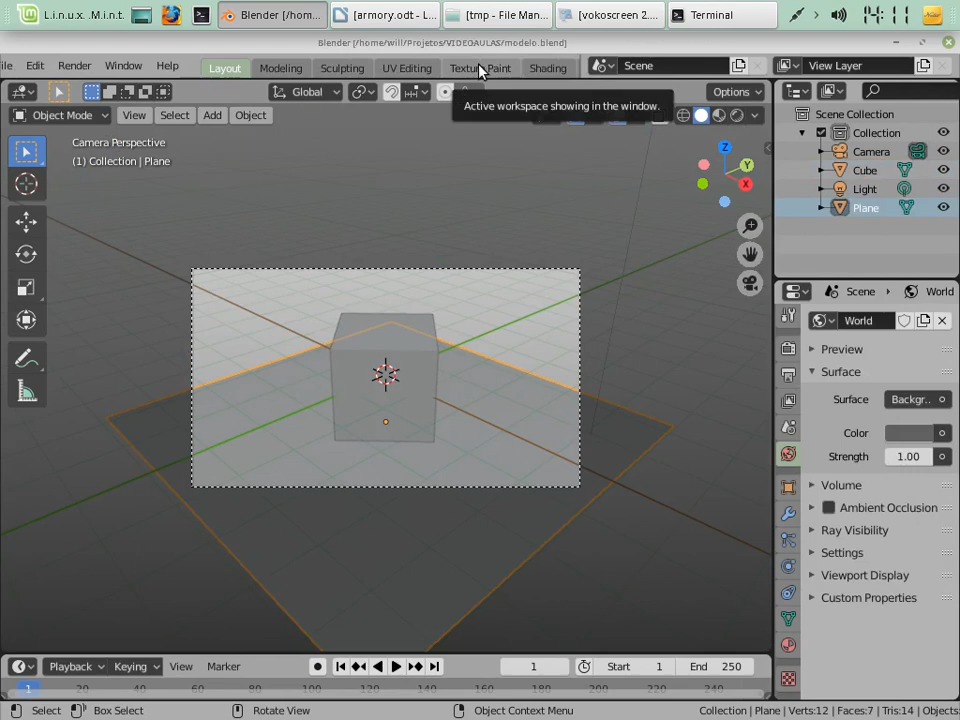 L.i.n.u.x. .M.i.n.t.
Blender [/hom...
[armory.odt - L...
[tmp - File Man...
[vokoscreen 2....
Terminal
14:11
Blender [/home/will/Projetos/VIDEOAULAS/modelo.blend]
ile Edit Render Window Help
Layout Modeling Sculpting UV Editing Texture Paint Shading
Scene
View Layer
Global
Options
Active workspace showing in the window.
Object Mode View Select Add Object
Camera Perspective
(1) Collection | Plane
Z
Y
X
Scene Collection
Collection
Camera
Cube
Light
Plane
Scene
World
World
Preview
Surface
Surface Backgr..
Color
Strength 1.00
Volume
Ambient Occlusion
Ray Visibility
Settings
Viewport Display
Custom Properties
Playback Keying View Marker
1
Start 1
End 250
1 20 40 60 80 100 120 140 160 180 200 220 240
Select
Box Select
Rotate View
Object Context Menu
Collection | Plane | Verts:12 | Faces:7 | Tris:14 | Objects: